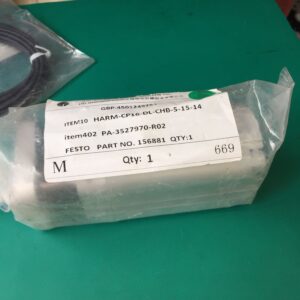 ITEM10 HARM-CP16-DL-CHB-5-15-14
item402 PA-3527970-R02
FESTO PART NO. 156881 QTY:1
M Qty: 1 669